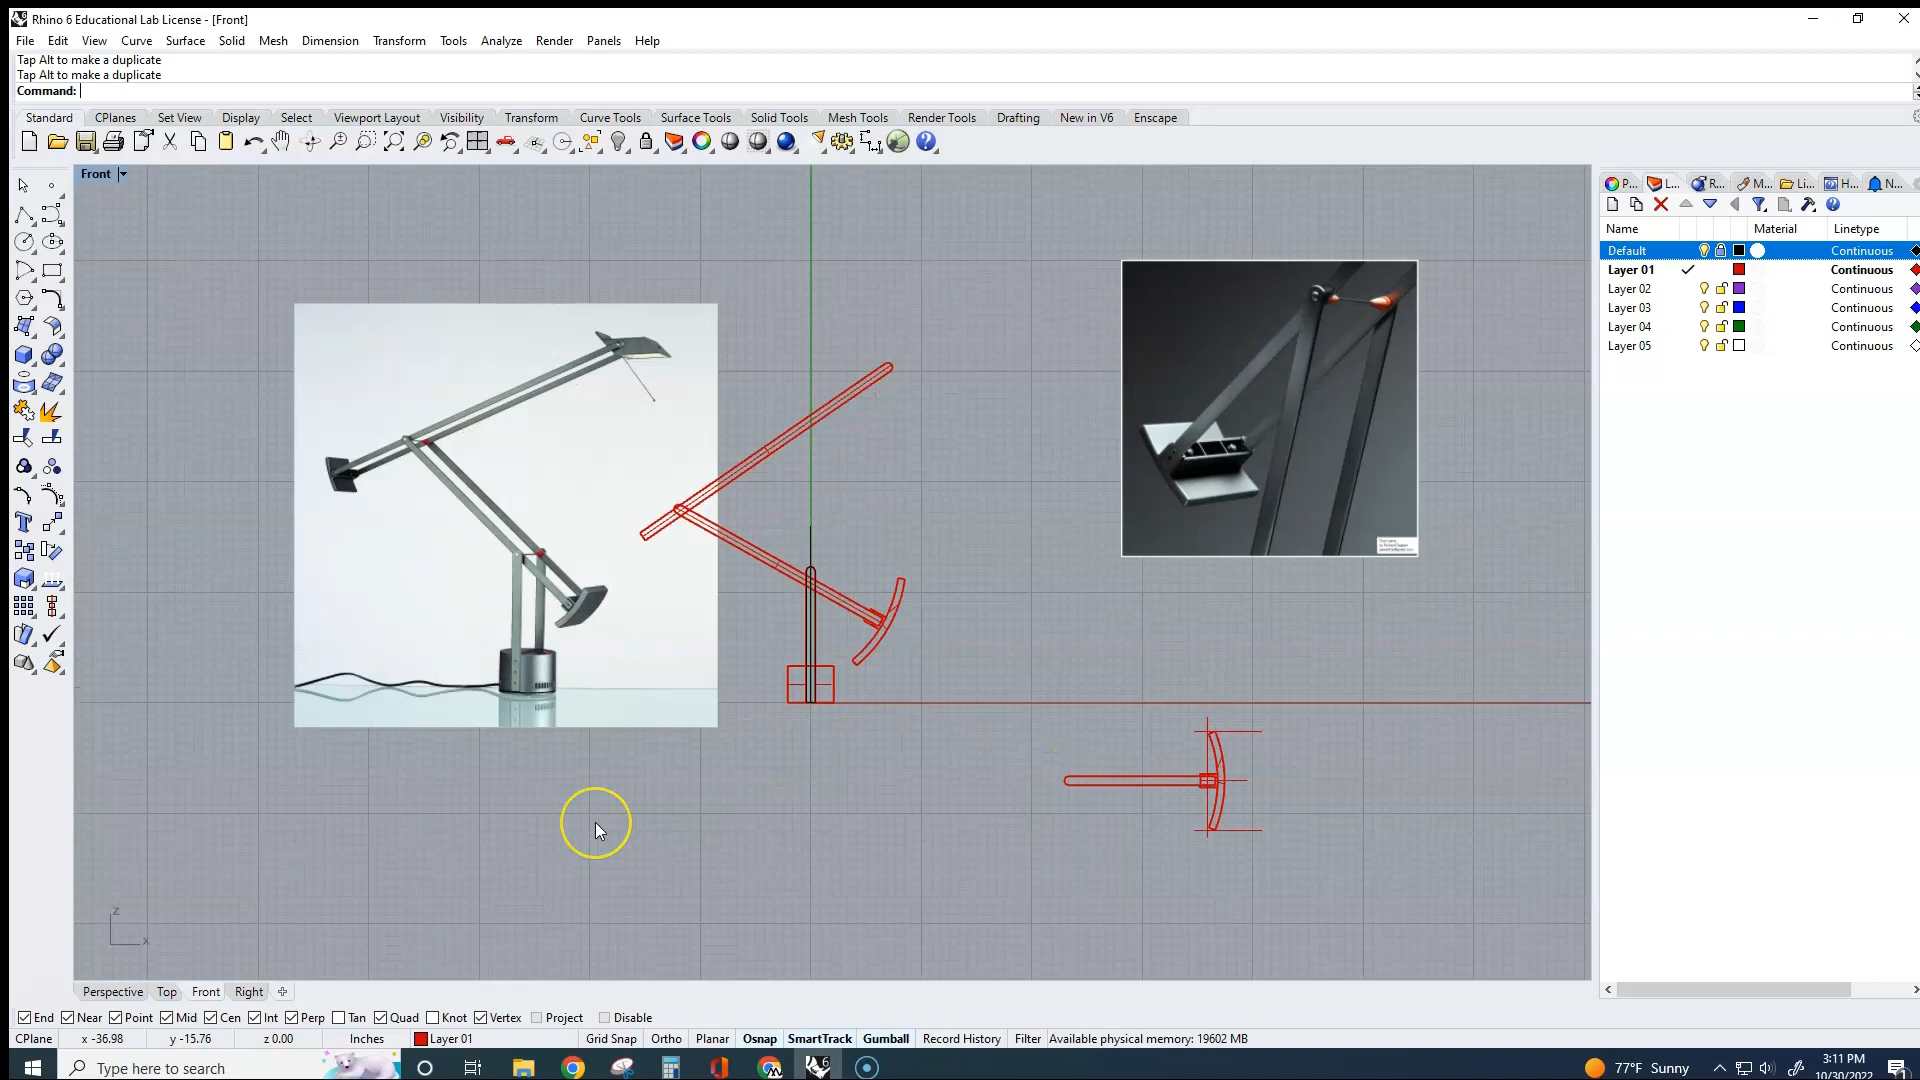 Rhino 6 Educational Lab License - [Front]
File Edit View Curve Surface Solid Mesh Dimension Transform Tools Analyze Render Panels Help
Tap Alt to make a duplicate
Tap Alt to make a duplicate
Command:
Standard CPlanes Set View Display Select Viewport Layout Visibility Transform Curve Tools Surface Tools Solid Tools Mesh Tools Render Tools Drafting New in V6 Enscape
Front
P... L... R... M... Li... H... N...
Name Material Linetype
Default Continuous
Layer 01 Continuous
Layer 02 Continuous
Layer 03 Continuous
Layer 04 Continuous
Layer 05 Continuous
z
x
Perspective Top Front Right
End Near Point Mid Cen Int Perp Tan Quad Knot Vertex Project Disable
CPlane x -36.98 y -15.76 z 0.00 Inches Layer 01 Grid Snap Ortho Planar Osnap SmartTrack Gumball Record History Filter Available physical memory: 19602 MB
Type here to search
77°F Sunny
3:11 PM
10/30/2022